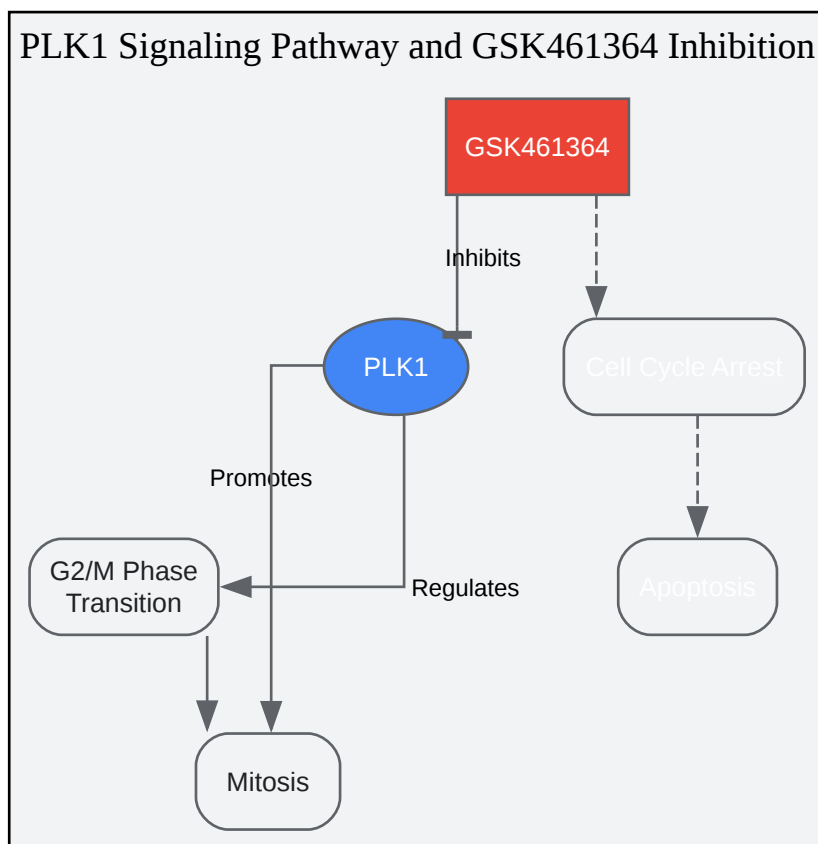 PLK1 Signaling Pathway and GSK461364 Inhibition
GSK461364
Inhibits
PLK1
Cell Cycle Arrest
Promotes
G2/M Phase
Transition
Regulates
Apoptosis
Mitosis